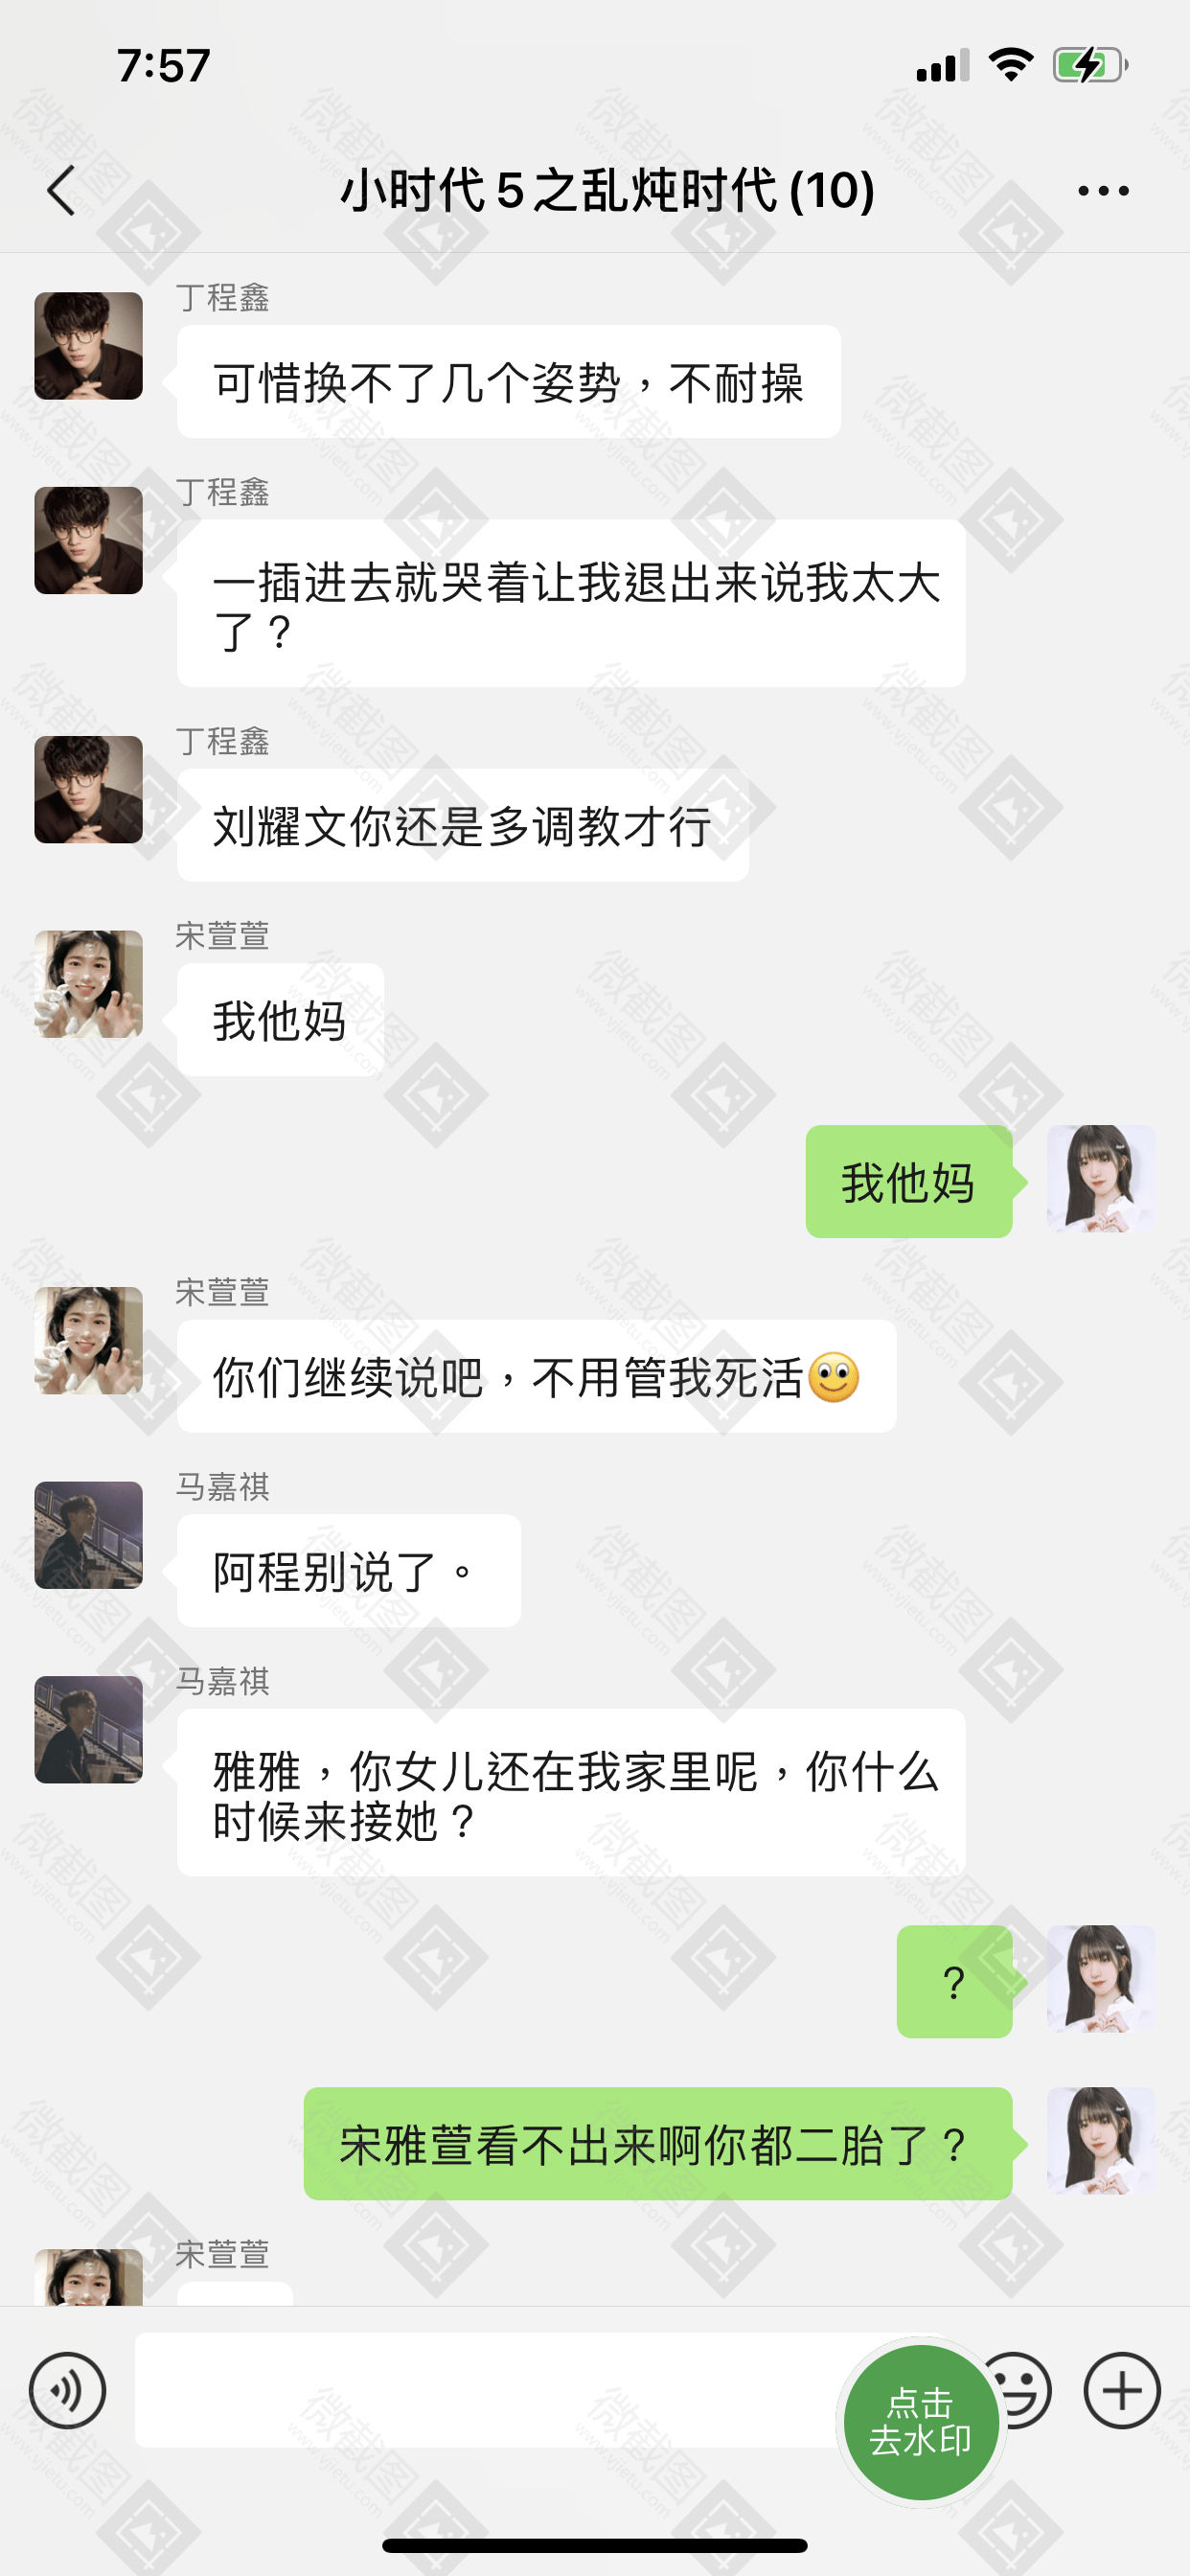 7:57
小时代5之乱炖时代(10)
丁程鑫
可惜换不了几个姿势，不耐操
丁程鑫
一插进去就哭着让我退出来说我太大
了？
丁程鑫
刘耀文你还是多调教才行
宋萱萱
我他妈
我他妈
宋萱萱
你们继续说吧，不用管我死活
马嘉祺
阿程别说了。
马嘉祺
雅雅，你女儿还在我家里呢，你什么
时候来接她？
？
宋雅萱看不出来啊你都二胎了？
宋萱萱
点击
去水印
微截图
www.vjietu.com